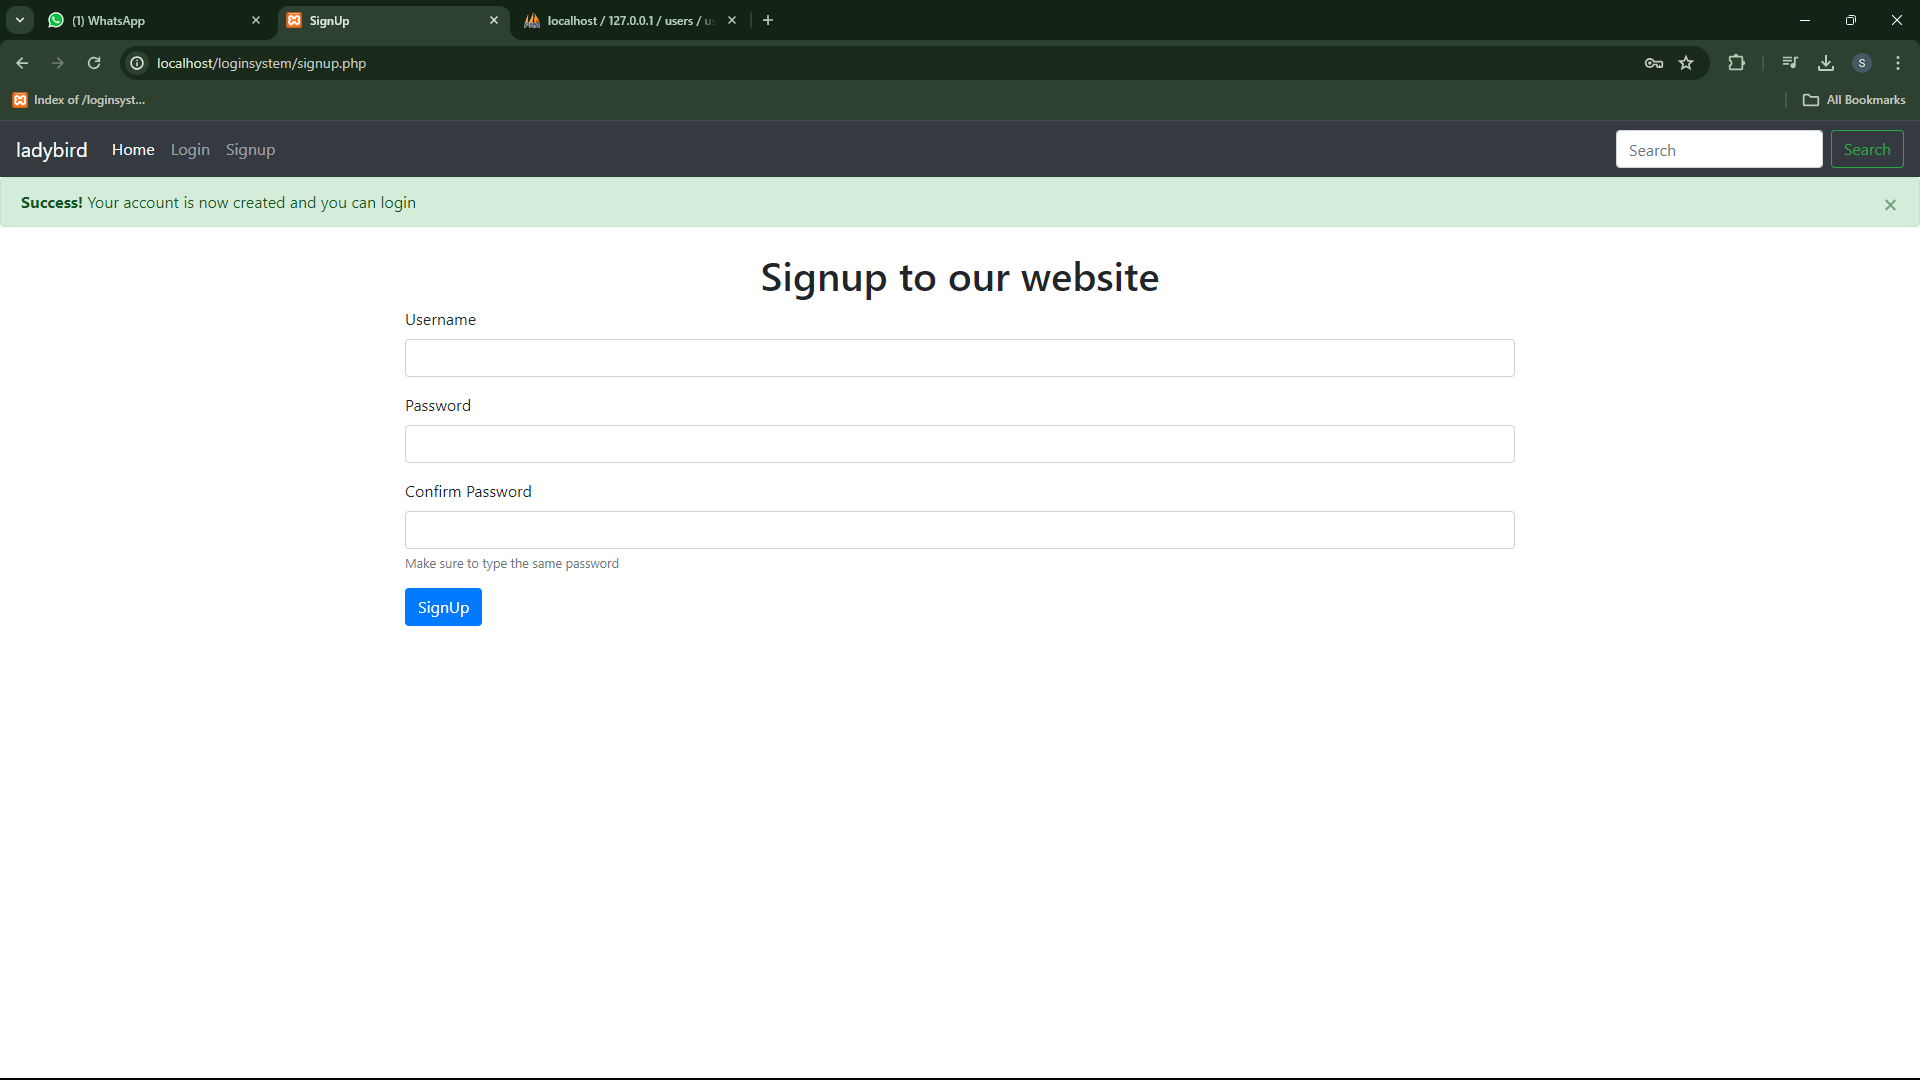 (1) WhatsApp
SignUp
localhost / 127.0.0.1 / users / u
localhost/loginsystem/signup.php
S
Index of /loginsyst...
All Bookmarks
ladybird Home Login Signup
Search
Search
Success! Your account is now created and you can login
×
Signup to our website
Username
Password
Confirm Password
Make sure to type the same password
SignUp